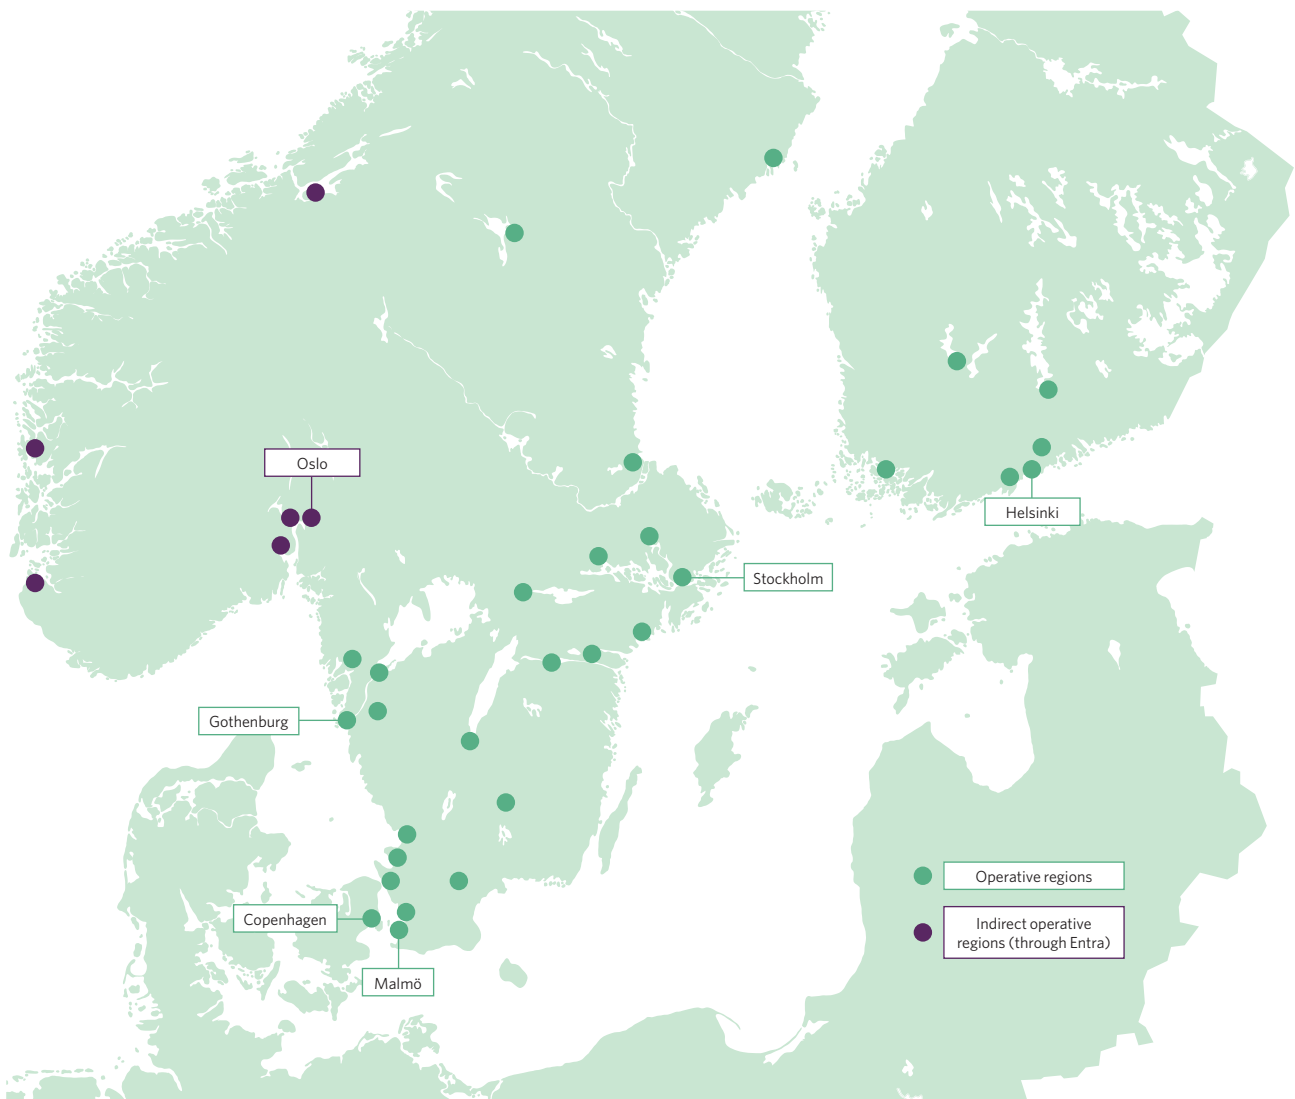 Oslo
Helsinki
Stockholm
Gothenburg
Operative regions
Copenhagen
Indirect operative
regions (through Entra)
Malmö